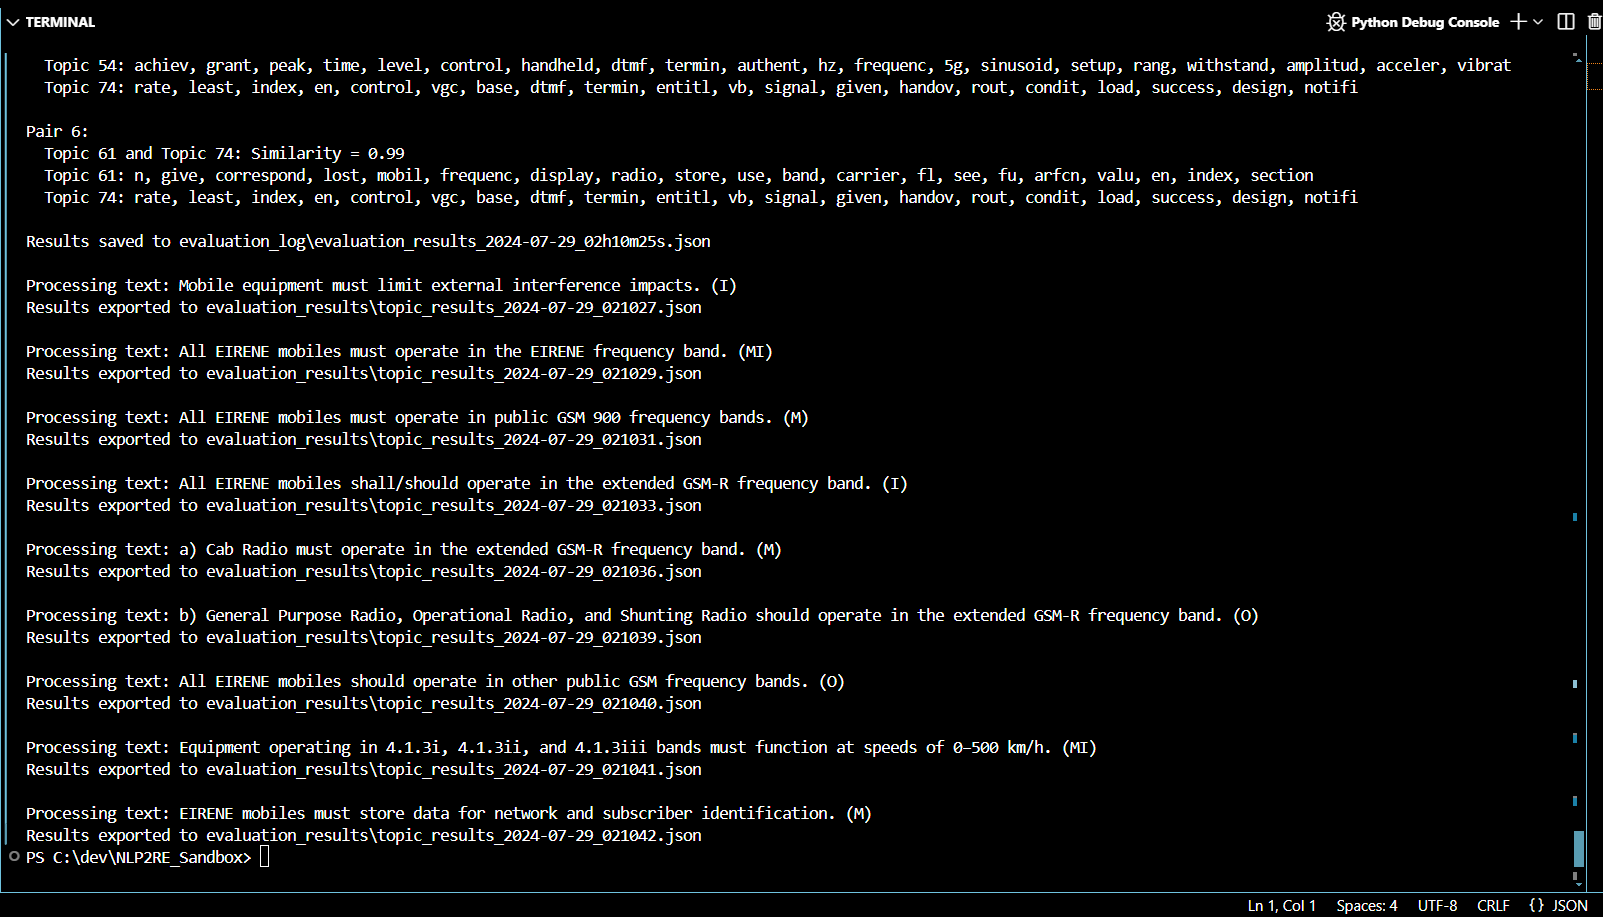 TERMINAL
Python Debug Console
Topic 54: achiev, grant, peak, time, level, control, handheld, dtmf, termin, authent, hz, frequenc, 5g, sinusoid, setup, rang, withstand, amplitud, acceler, vibrat
Topic 74: rate, least, index, en, control, vgc, base, dtmf, termin, entitl, vb, signal, given, handov, rout, condit, load, success, design, notifi
Pair 6:
Topic 61 and Topic 74: Similarity = 0.99
Topic 61: n, give, correspond, lost, mobil, frequenc, display, radio, store, use, band, carrier, fl, see, fu, arfcn, valu, en, index, section
Topic 74: rate, least, index, en, control, vgc, base, dtmf, termin, entitl, vb, signal, given, handov, rout, condit, load, success, design, notifi
Results saved to evaluation_log\evaluation_results_2024-07-29_02h10m25s.json
Processing text: Mobile equipment must limit external interference impacts. (I)
Results exported to evaluation_results\topic_results_2024-07-29_021027.json
Processing text: All EIRENE mobiles must operate in the EIRENE frequency band. (MI)
Results exported to evaluation_results\topic_results_2024-07-29_021029.json
Processing text: All EIRENE mobiles must operate in public GSM 900 frequency bands. (M)
Results exported to evaluation_results\topic_results_2024-07-29_021031.json
Processing text: All EIRENE mobiles shall/should operate in the extended GSM-R frequency band. (I)
Results exported to evaluation_results\topic_results_2024-07-29_021033.json
Processing text: a) Cab Radio must operate in the extended GSM-R frequency band. (M)
Results exported to evaluation_results\topic_results_2024-07-29_021036.json
Processing text: b) General Purpose Radio, Operational Radio, and Shunting Radio should operate in the extended GSM-R frequency band. (O)
Results exported to evaluation_results\topic_results_2024-07-29_021039.json
Processing text: All EIRENE mobiles should operate in other public GSM frequency bands. (O)
Results exported to evaluation_results\topic_results_2024-07-29_021040.json
Processing text: Equipment operating in 4.1.3i, 4.1.3ii, and 4.1.3iii bands must function at speeds of 0–500 km/h. (MI)
Results exported to evaluation_results\topic_results_2024-07-29_021041.json
Processing text: EIRENE mobiles must store data for network and subscriber identification. (M)
Results exported to evaluation_results\topic_results_2024-07-29_021042.json
PS C:\dev\NLP2RE_Sandbox>
Ln 1, Col 1 Spaces: 4 UTF-8 CRLF {} JSON